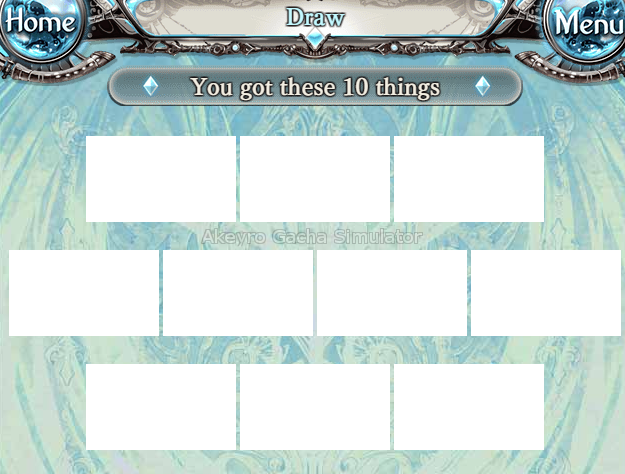 Home
Draw
Menu
You got these 10 things
Akeyro Gacha Simulator